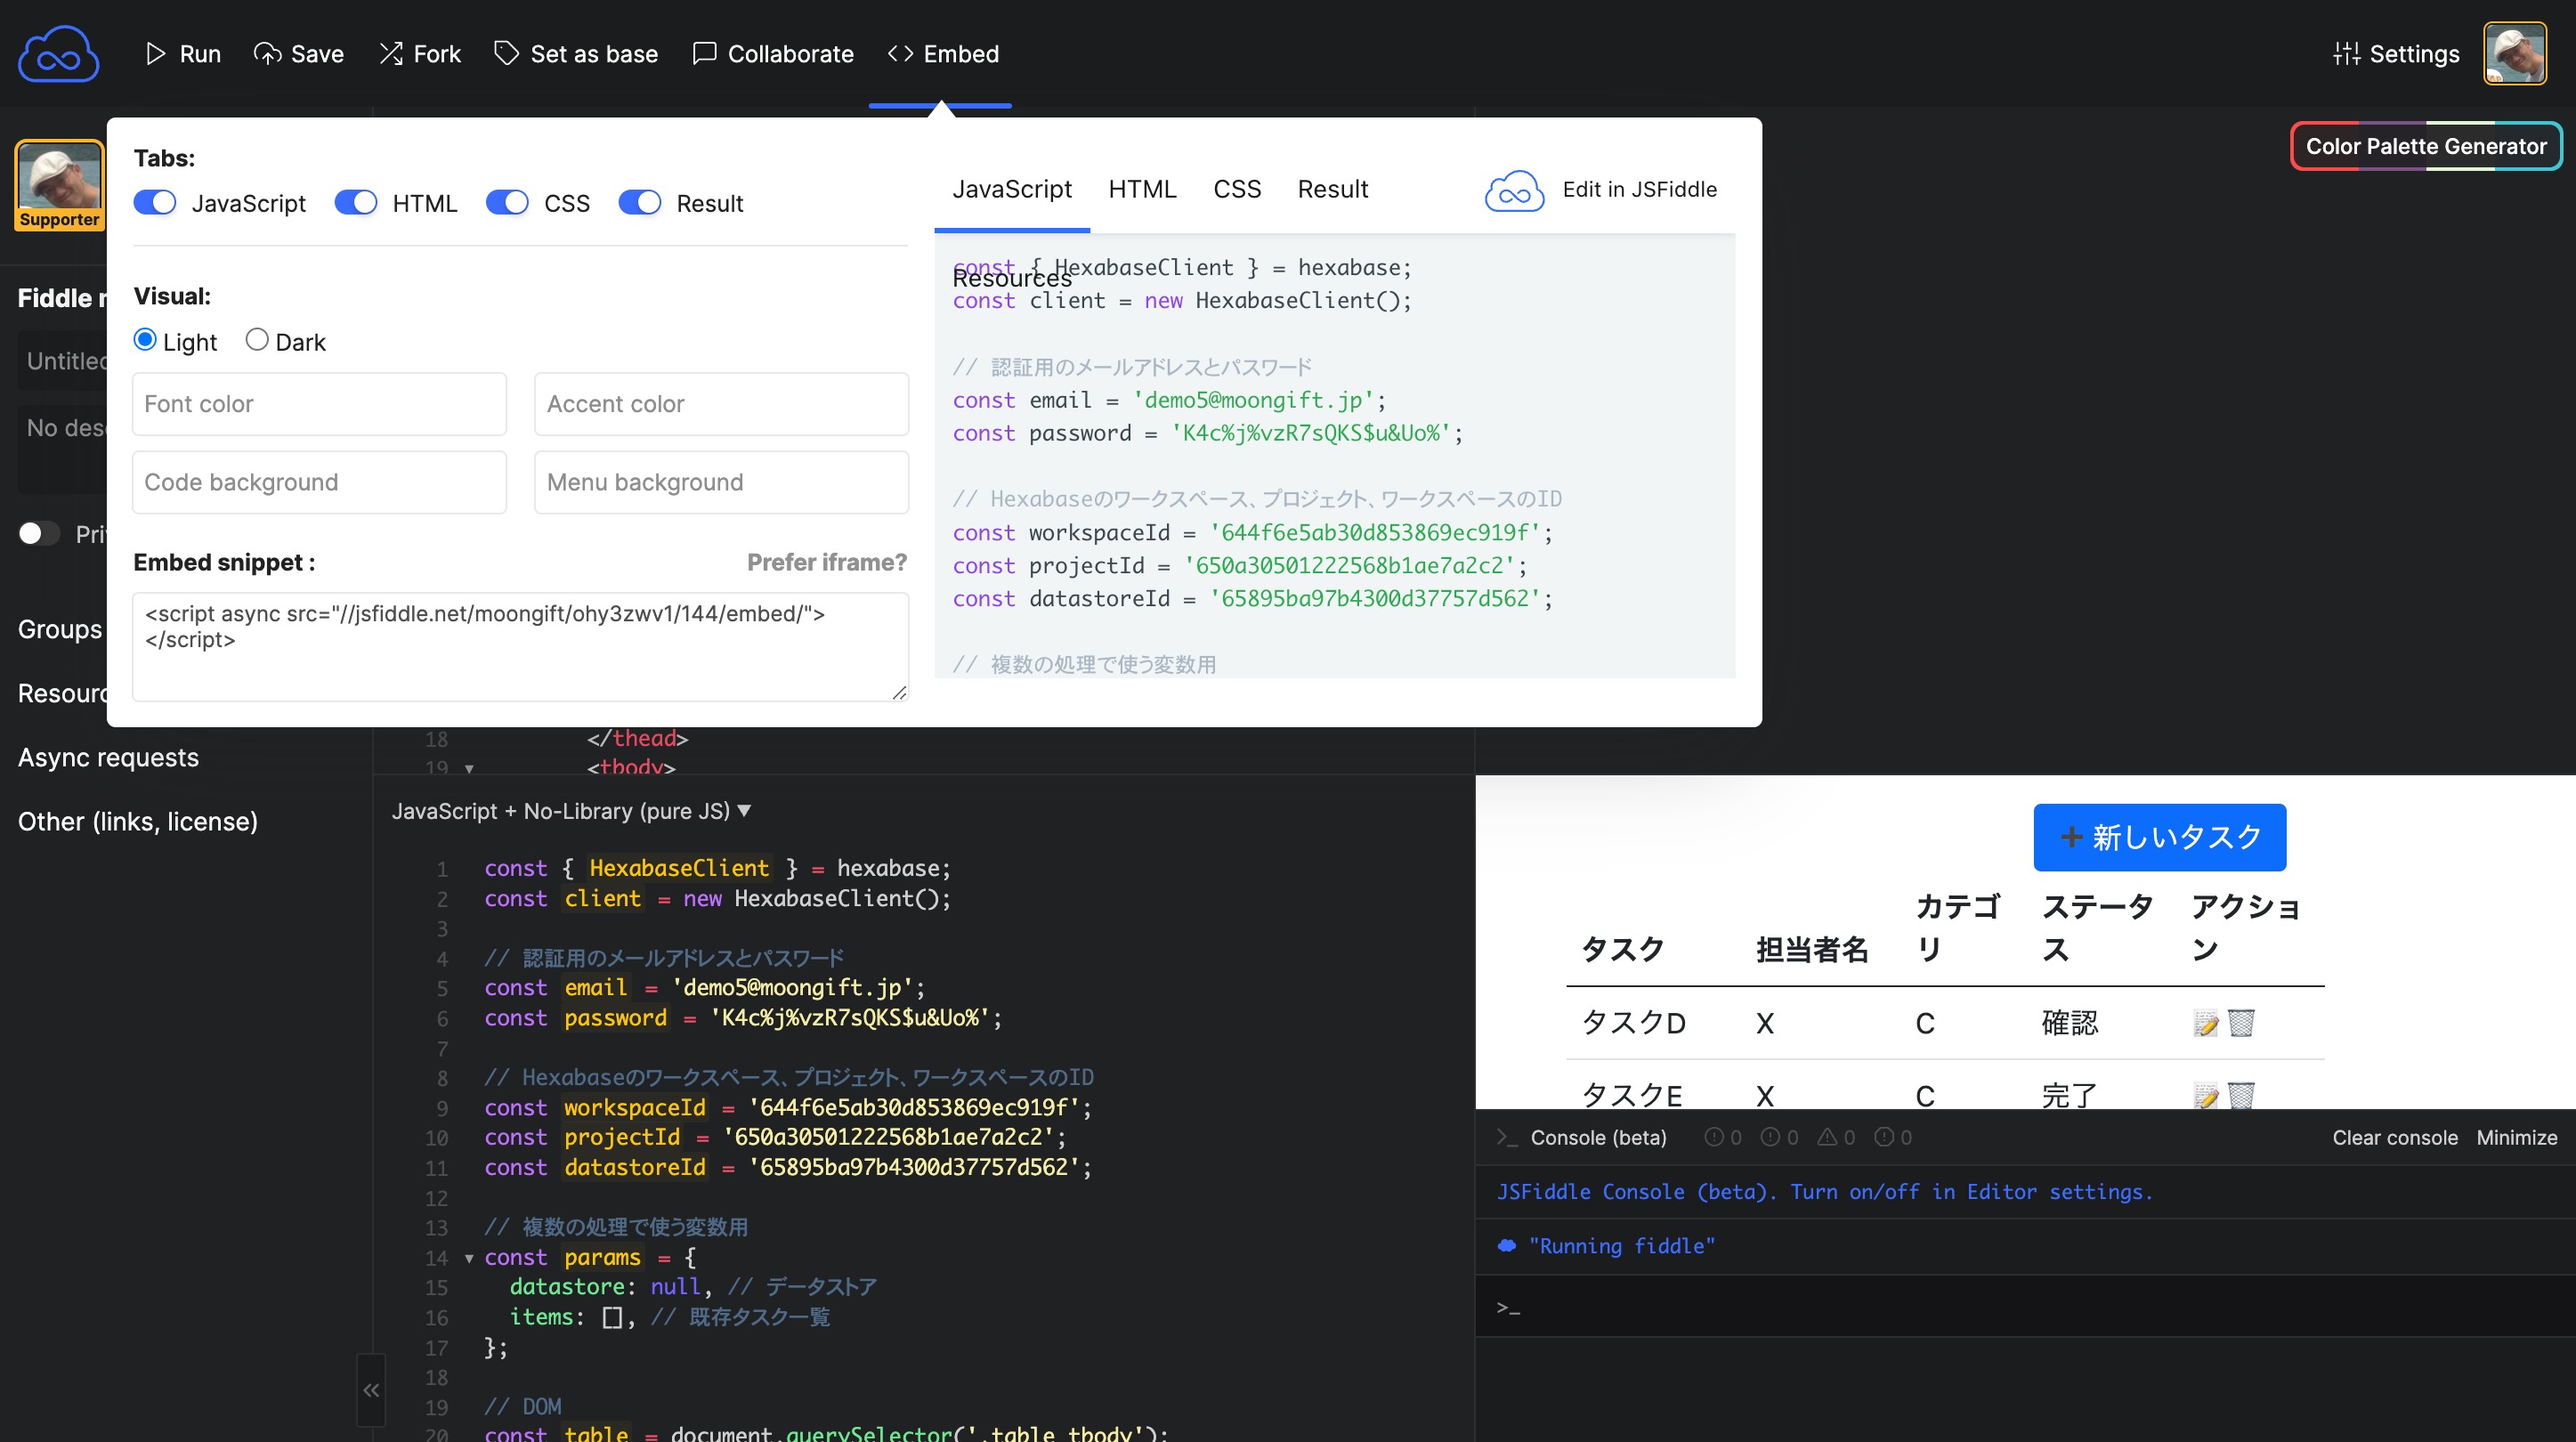 Run Save Fork Set as base Collaborate Embed Settings
Color Palette Generator
Supporter
Fiddle
Untitled
No
Groups
Async requests
Other (links, license)
Tabs:
JavaScript HTML CSS Result
Visual:
Light Dark
Font color Accent color
Code background Menu background
Embed snippet : Prefer iframe?
<script async src="//jsfiddle.net/moongift/ohy3zwv1/144/embed/">
</script>
JavaScript HTML CSS Result Edit in JSFiddle
Resources
const { HexabaseClient } = hexabase;
const client = new HexabaseClient();
// 認証用のメールアドレスとパスワード
const email = 'demo5@moongift.jp';
const password = 'K4c%j%vzR7sQKS$u&Uo%';
// Hexabaseのワークスペース、プロジェクト、ワークスペースのID
const workspaceId = '644f6e5ab30d853869ec919f';
const projectId = '650a30501222568b1ae7a2c2';
const datastoreId = '65895ba97b4300d37757d562';
// 複数の処理で使う変数用
18 </thead>
19 ▼ <tbody>
JavaScript + No-Library (pure JS) ▼
1 const { HexabaseClient } = hexabase;
2 const client = new HexabaseClient();
3
4 // 認証用のメールアドレスとパスワード
5 const email = 'demo5@moongift.jp';
6 const password = 'K4c%j%vzR7sQKS$u&Uo%';
7
8 // Hexabaseのワークスペース、プロジェクト、ワークスペースのID
9 const workspaceId = '644f6e5ab30d853869ec919f';
10 const projectId = '650a30501222568b1ae7a2c2';
11 const datastoreId = '65895ba97b4300d37757d562';
12
13 // 複数の処理で使う変数用
14 ▼ const params = {
15 datastore: null, // データストア
16 items: [], // 既存タスク一覧
17 };
18
19 // DOM
20 const table = document.querySelector('.table tbody');
新しいタスク
タスク 担当者名 カテゴリ ステータス アクション
タスクD X C 確認
タスクE X C 完了
Console (beta) 0 0 0 0 Clear console Minimize
JSFiddle Console (beta). Turn on/off in Editor settings.
"Running fiddle"
>_